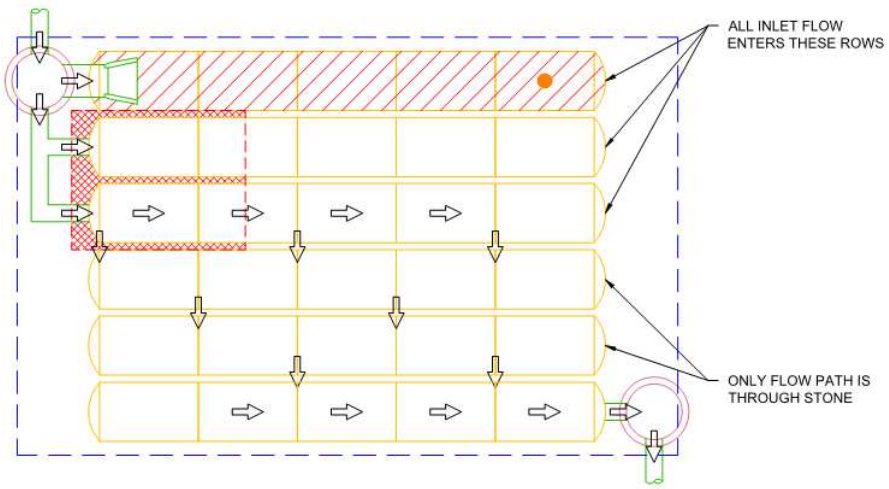 ALL INLET FLOW
ENTERS THESE ROWS
ONLY FLOW PATH IS
THROUGH STONE